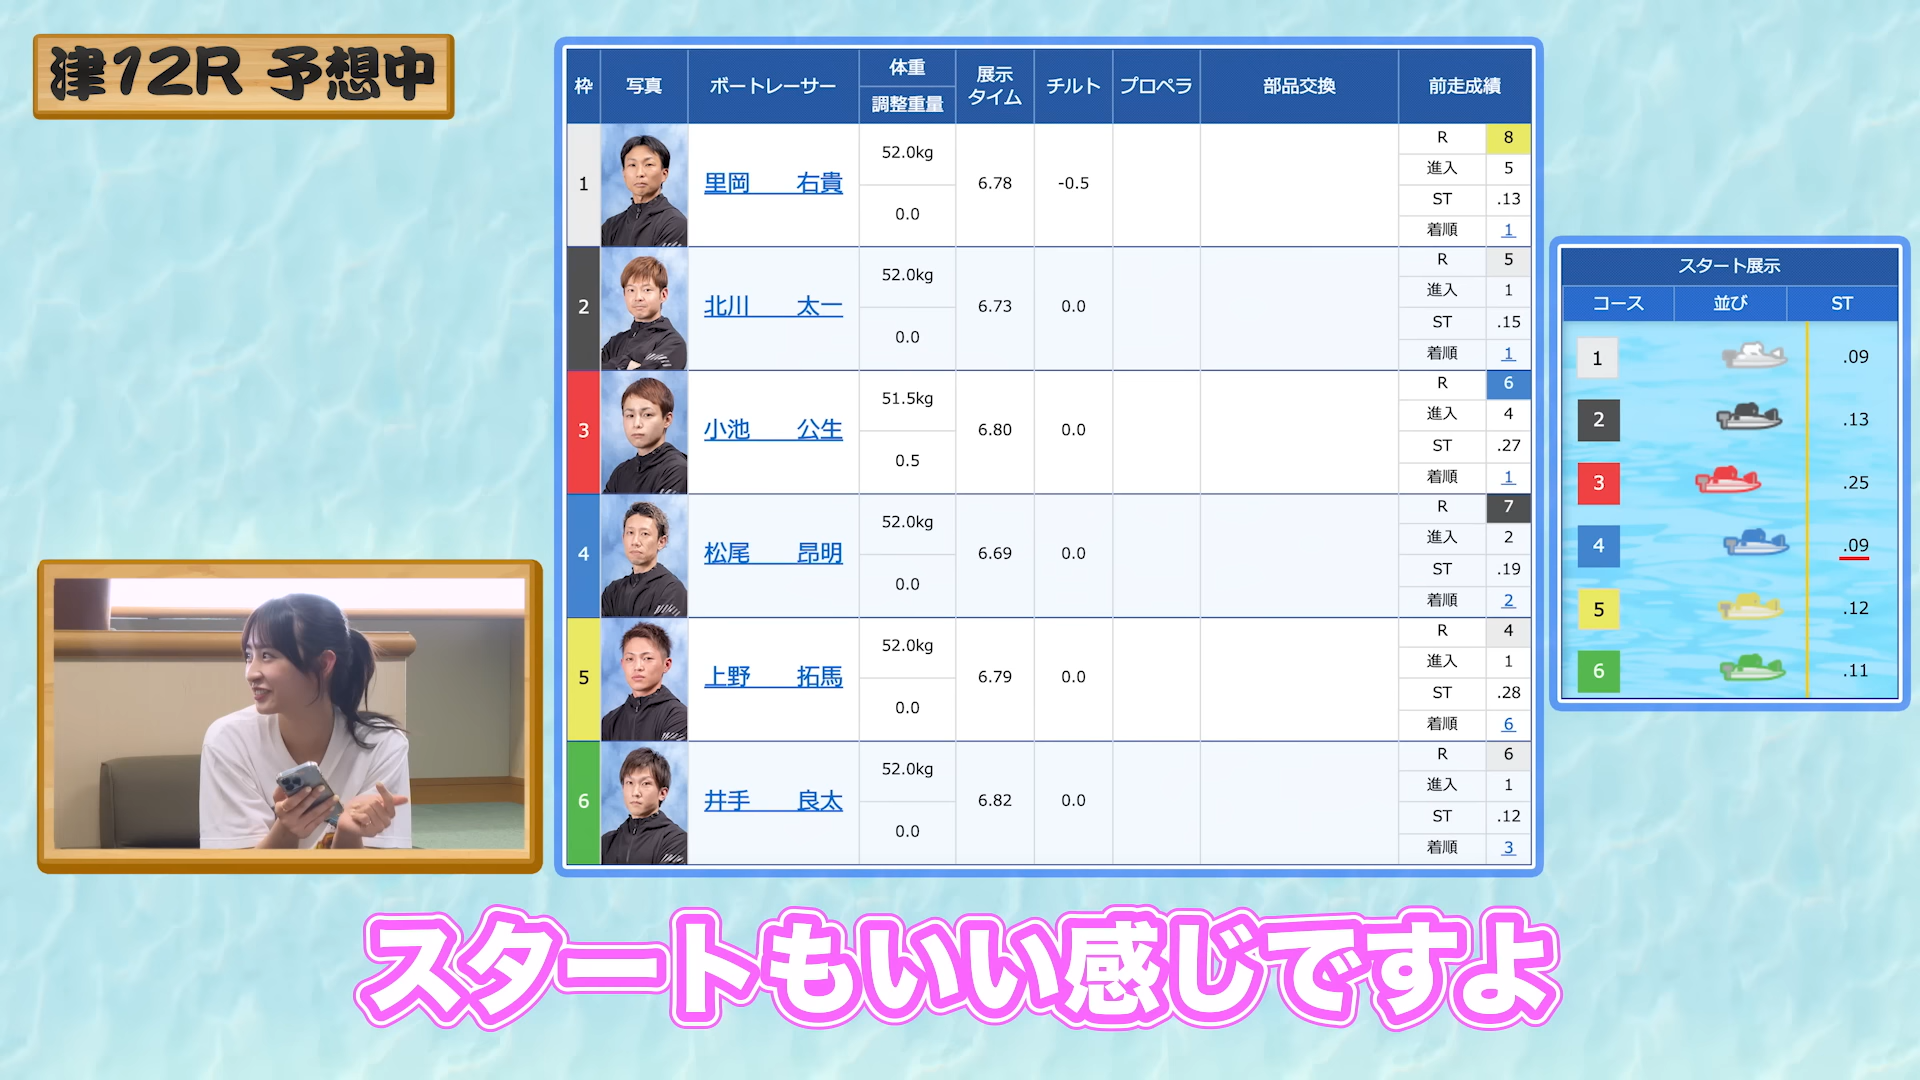 津12R 予想中
枠 写真 ボートレーサー 体重 調整重量 展示タイム チルト プロペラ 部品交換 前走成績
1 里岡 右貴 52.0kg 0.0 6.78 -0.5 R 8
進入 5
ST .13
着順 1
2 北川 太一 52.0kg 0.0 6.73 0.0 R 5
進入 1
ST .15
着順 1
3 小池 公生 51.5kg 0.5 6.80 0.0 R 6
進入 4
ST .27
着順 1
4 松尾 昂明 52.0kg 0.0 6.69 0.0 R 7
進入 2
ST .19
着順 2
5 上野 拓馬 52.0kg 0.0 6.79 0.0 R 4
進入 1
ST .28
着順 6
6 井手 良太 52.0kg 0.0 6.82 0.0 R 6
進入 1
ST .12
着順 3
スタート展示
コース 並び ST
1 .09
2 .13
3 .25
4 .09
5 .12
6 .11
スタートもいい感じですよ